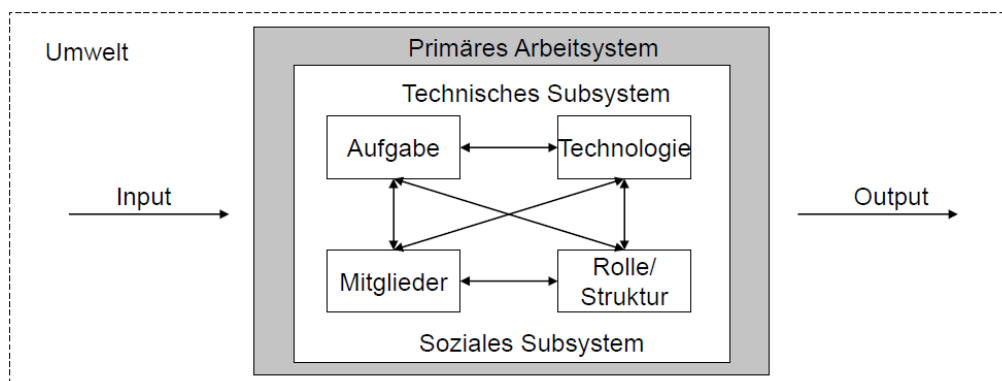 Umwelt
Primäres Arbeitsystem
Technisches Subsystem
Aufgabe
Technologie
Input
Output
Mitglieder
Rolle/
Struktur
Soziales Subsystem